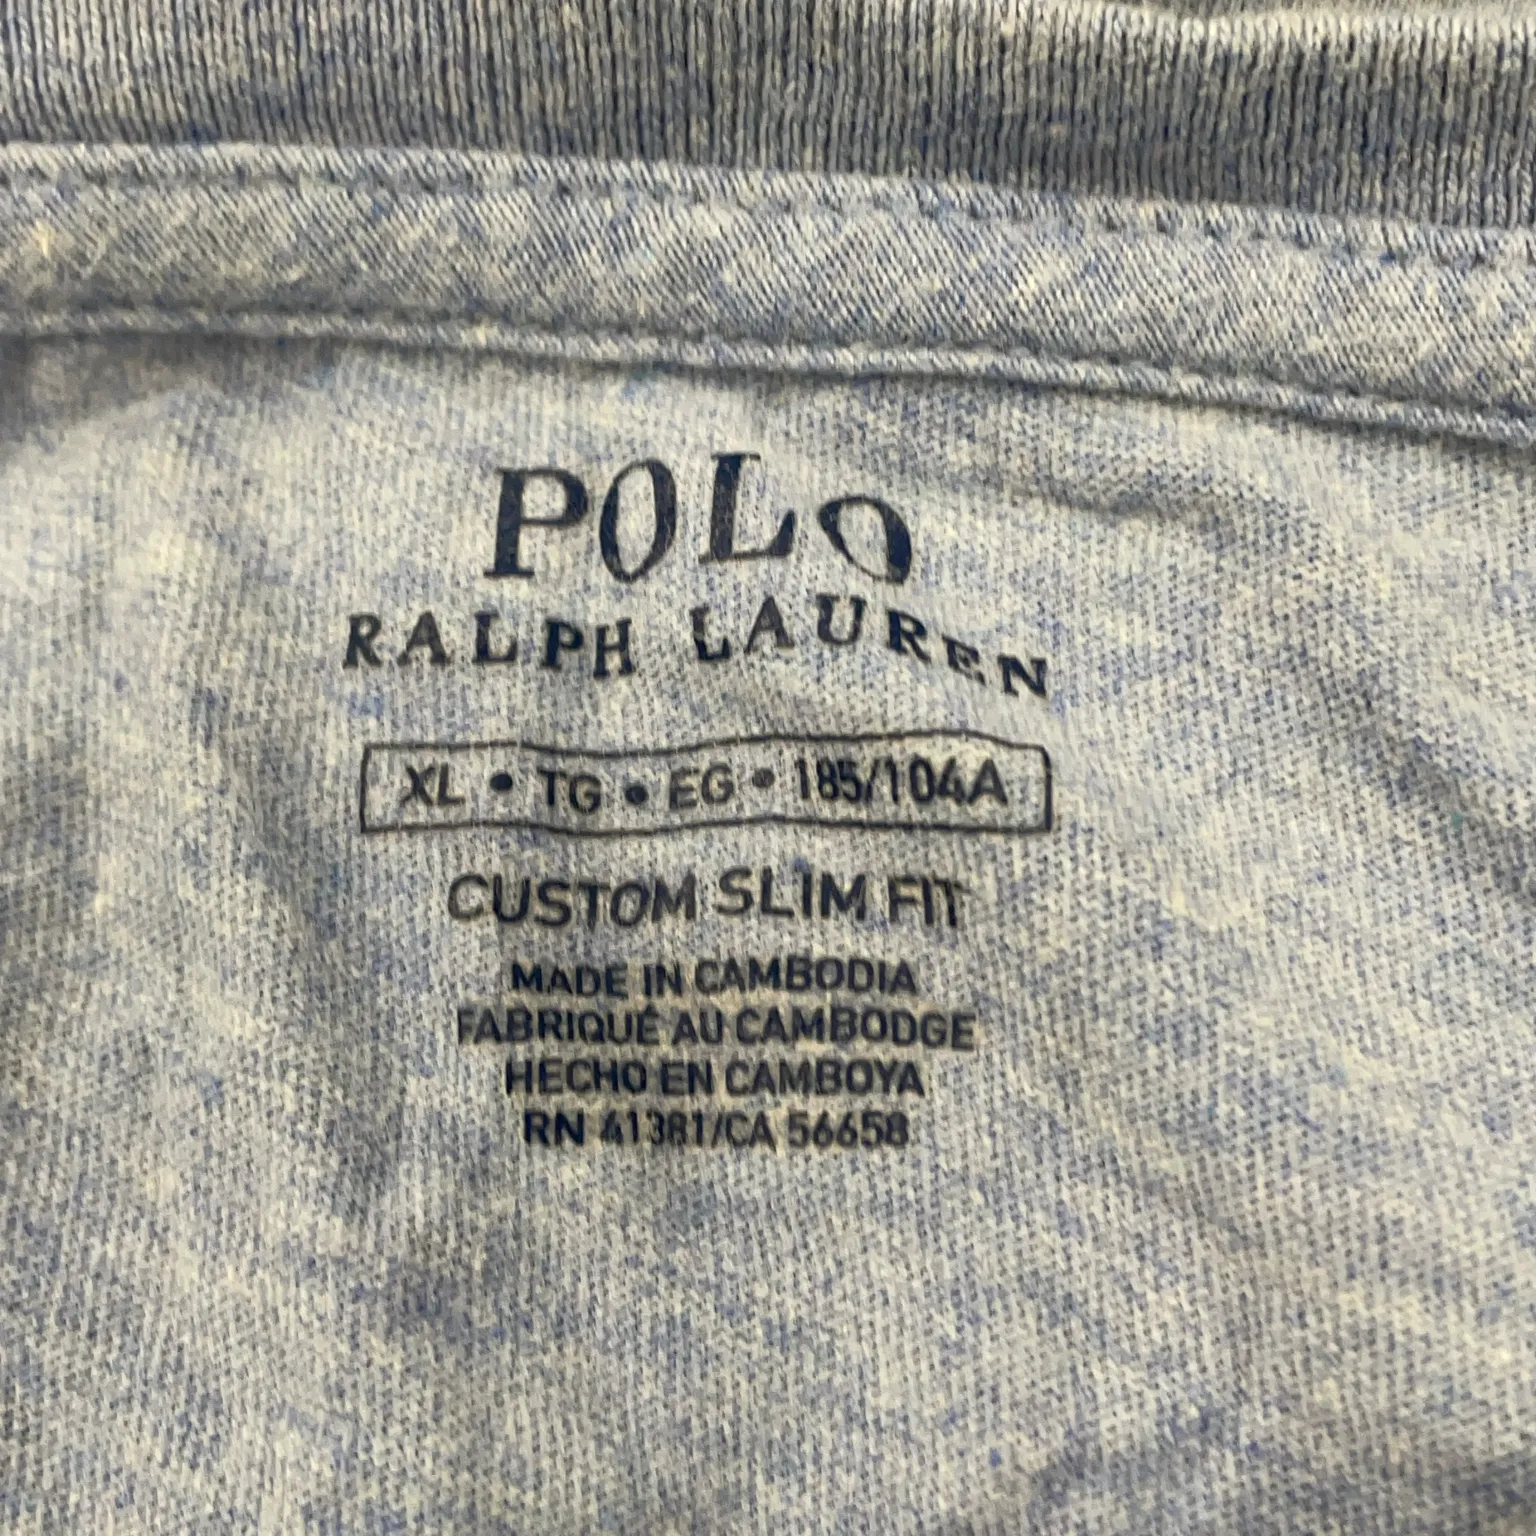 POLO
RALPH LAUREN
XL • TG • EG • 185/104A
CUSTOM SLIM FIT
MADE IN CAMBODIA
FABRIQUÉ AU CAMBODGE
HECHO EN CAMBOYA
RN 41381/CA 56658